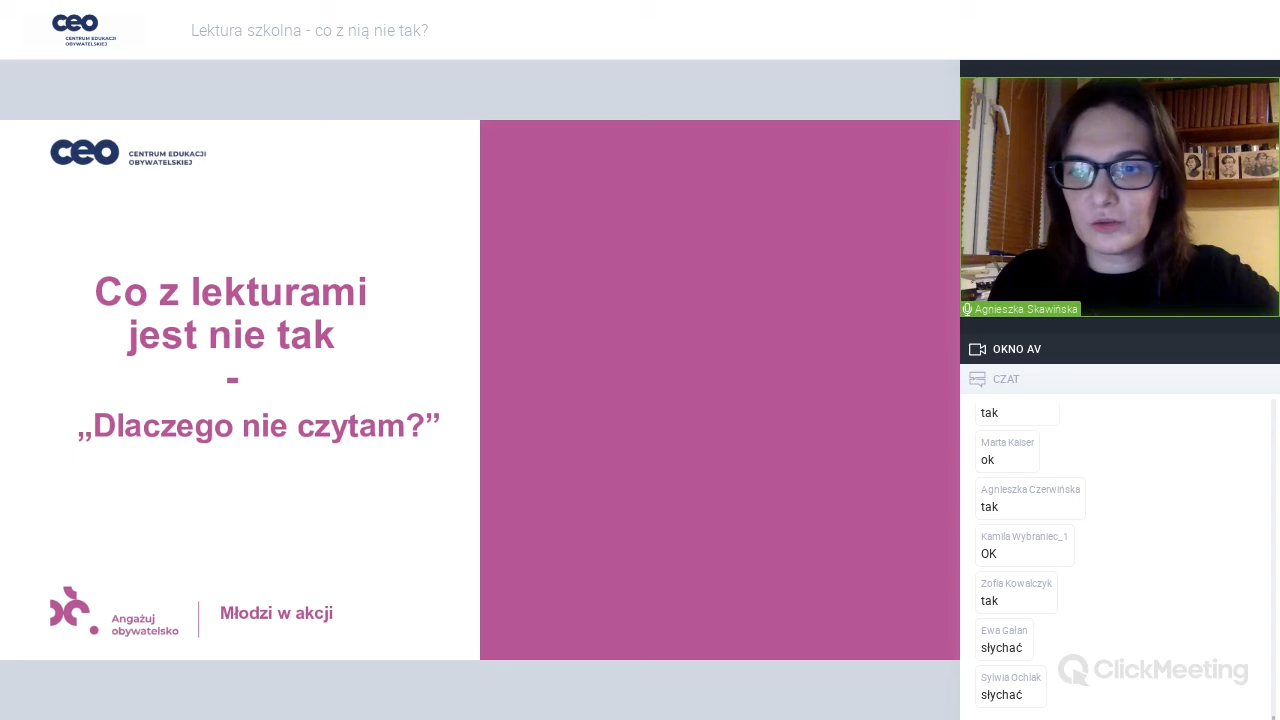 ceo
CENTRUM EDUKACJI
OBYWATELSKIEJ
Lektura szkolna - co z nią nie tak?
ceo
CENTRUM EDUKACJI
OBYWATELSKIEJ
Co z lekturami
jest nie tak
-
„Dlaczego nie czytam?”
Angażuj
obywatelsko
Młodzi w akcji
Agnieszka Skawińska
OKNO AV
CZAT
tak
Marta Kaiser
ok
Agnieszka Czerwińska
tak
Kamila Wybraniec_1
OK
Zofia Kowalczyk
tak
Ewa Gałan
słychać
Sylwia Ochlak
słychać
ClickMeeting